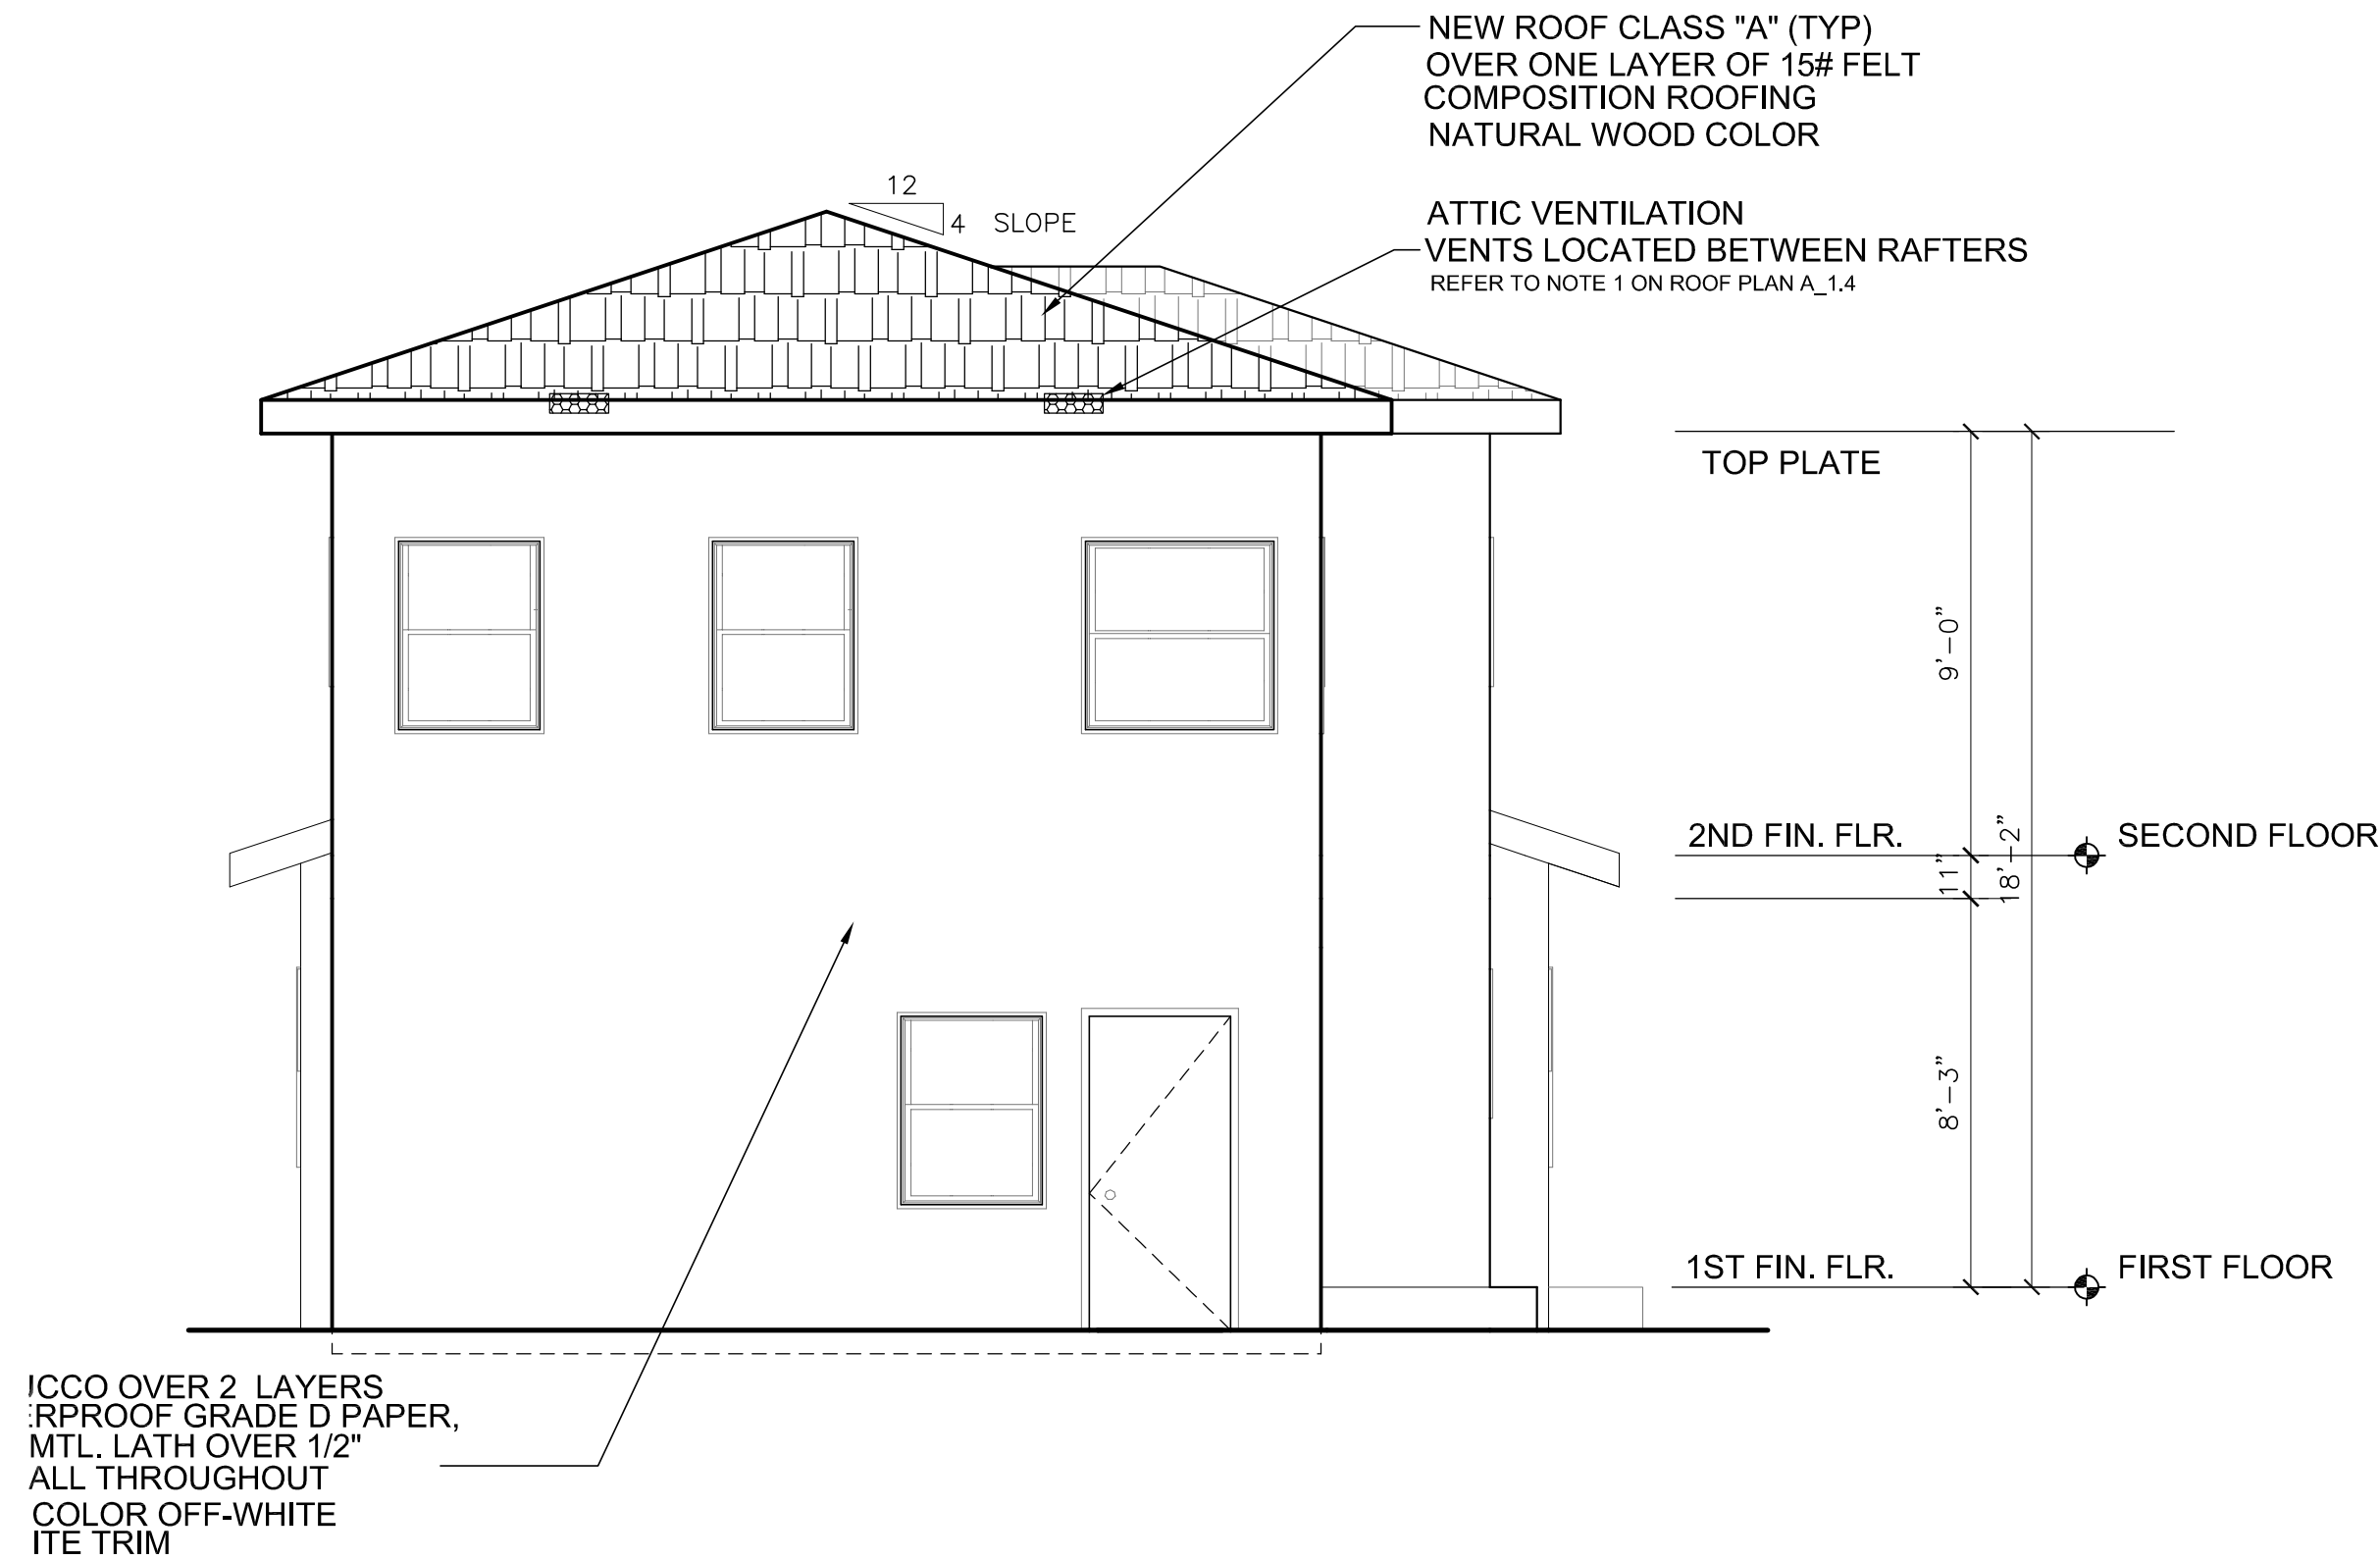 NEW ROOF CLASS "A" (TYP)
OVER ONE LAYER OF 15# FELT
COMPOSITION ROOFING
NATURAL WOOD COLOR
12
4 SLOPE
ATTIC VENTILATION
VENTS LOCATED BETWEEN RAFTERS
REFER TO NOTE 1 ON ROOF PLAN A_1.4
TOP PLATE
9'-0"
2ND FIN. FLR.
SECOND FLOOR
11"
18'-2"
8'-3"
1ST FIN. FLR.
FIRST FLOOR
CCO OVER 2 LAYERS
RPROOF GRADE D PAPER,
MTL. LATH OVER 1/2"
ALL THROUGHOUT
COLOR OFF-WHITE
ITE TRIM